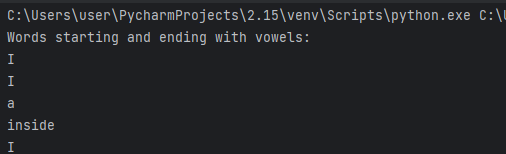 C:\Users\user\PycharmProjects\2.15\venv\Scripts\python.exe C:\
Words starting and ending with vowels:
I
I
a
inside
I